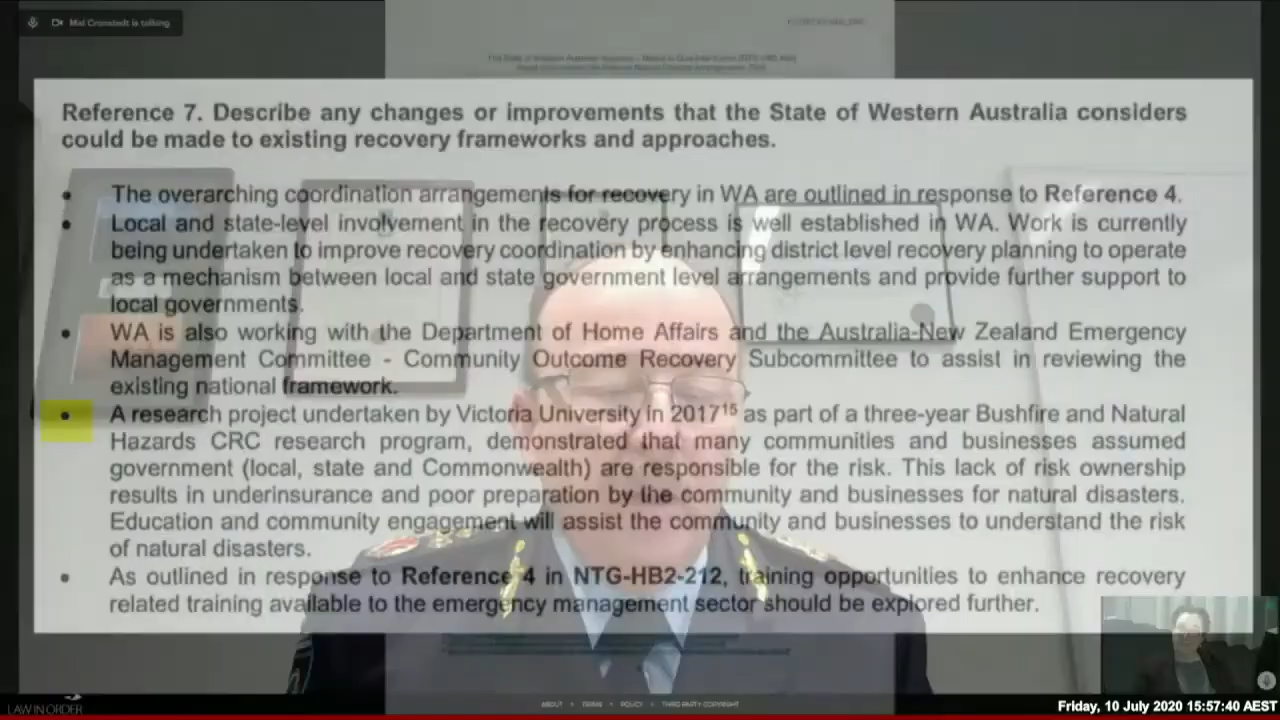 Mal Cronstedt is talking
Reference 7. Describe any changes or improvements that the State of Western Australia considers
could be made to existing recovery frameworks and approaches.
• The overarching coordination arrangements for recovery in WA are outlined in response to Reference 4.
• Local and state-level involvement in the recovery process is well established in WA. Work is currently
being undertaken to improve recovery coordination by enhancing district level recovery planning to operate
as a mechanism between local and state government level arrangements and provide further support to
local governments.
• WA is also working with the Department of Home Affairs and the Australia-New Zealand Emergency
Management Committee - Community Outcome Recovery Subcommittee to assist in reviewing the
existing national framework.
• A research project undertaken by Victoria University in 2017¹⁵ as part of a three-year Bushfire and Natural
Hazards CRC research program, demonstrated that many communities and businesses assumed
government (local, state and Commonwealth) are responsible for the risk. This lack of risk ownership
results in underinsurance and poor preparation by the community and businesses for natural disasters.
Education and community engagement will assist the community and businesses to understand the risk
of natural disasters.
• As outlined in response to Reference 4 in NTG-HB2-212, training opportunities to enhance recovery
related training available to the emergency management sector should be explored further.
LAW IN ORDER
ABOUT • TERMS • POLICY • THIRD PARTY COPYRIGHT
Friday, 10 July 2020 15:57:40 AEST